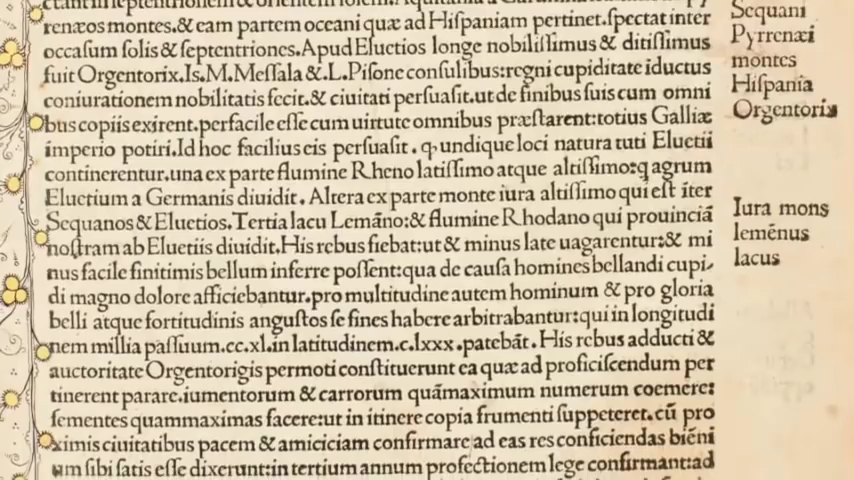 renæos montes.& eam partem oceani quæ ad Hiſpaniam pertinet.ſpectat inter
occaſum ſolis & ſeptentriones. Apud Eluetios longe nobiliſſimus & ditiſſimus
fuit Orgentorix. Is. M. Meſſala & L. Piſone conſulibus:regni cupiditate īductus
coniurationem nobilitatis fecit.& ciuitati perſuaſit.ut de finibus ſuis cum omni
bus copiis exirent.perfacile eſſe cum uirtute omnibus præſtarent:totius Galliæ
imperio potiri.Id hoc facilius eis perſuaſit . ꝙ undique loci natura tuti Eluetii
continerentur.una ex parte flumine Rheno latiſſimo atque altiſſimo:q agrum
Eluetium a Germanis diuidit . Altera ex parte monte iura altiſſimo qui eſt īter
Sequanos & Eluetios. Tertia lacu Lemāno:& flumine Rhodano qui prouinciā
noſtram ab Eluetiis diuidit. His rebus fiebat:ut & minus late uagarentur:& mi
nus facile finitimis bellum inferre poſſent:qua de cauſa homines bellandi cupi
di magno dolore afficiebantur.pro multitudine autem hominum & pro gloria
belli atque fortitudinis anguſtos ſe fines habere arbitrabantur:qui in longitudi
nem millia paſſuum.cc.xl.in latitudinem.c.lxxx.patebāt. His rebus adducti &
auctoritate Orgentorigis permoti conſtituerunt ea quæ ad proficiſcendum per
tinerent parare.iumentorum & carrorum quāmaximum numerum coemere:
ſementes quammaximas facere:ut in itinere copia frumenti ſuppeteret.cū pro
ximis ciuitatibus pacem & amiciciam confirmare ad eas res conficiendas biēni
um ſibi ſatis eſſe dixerunt:in tertium annum profectionem lege confirmant:ad
Sequani
Pyrrenæi
montes
Hiſpania
Orgentorix
Iura mons
lemēnus
lacus